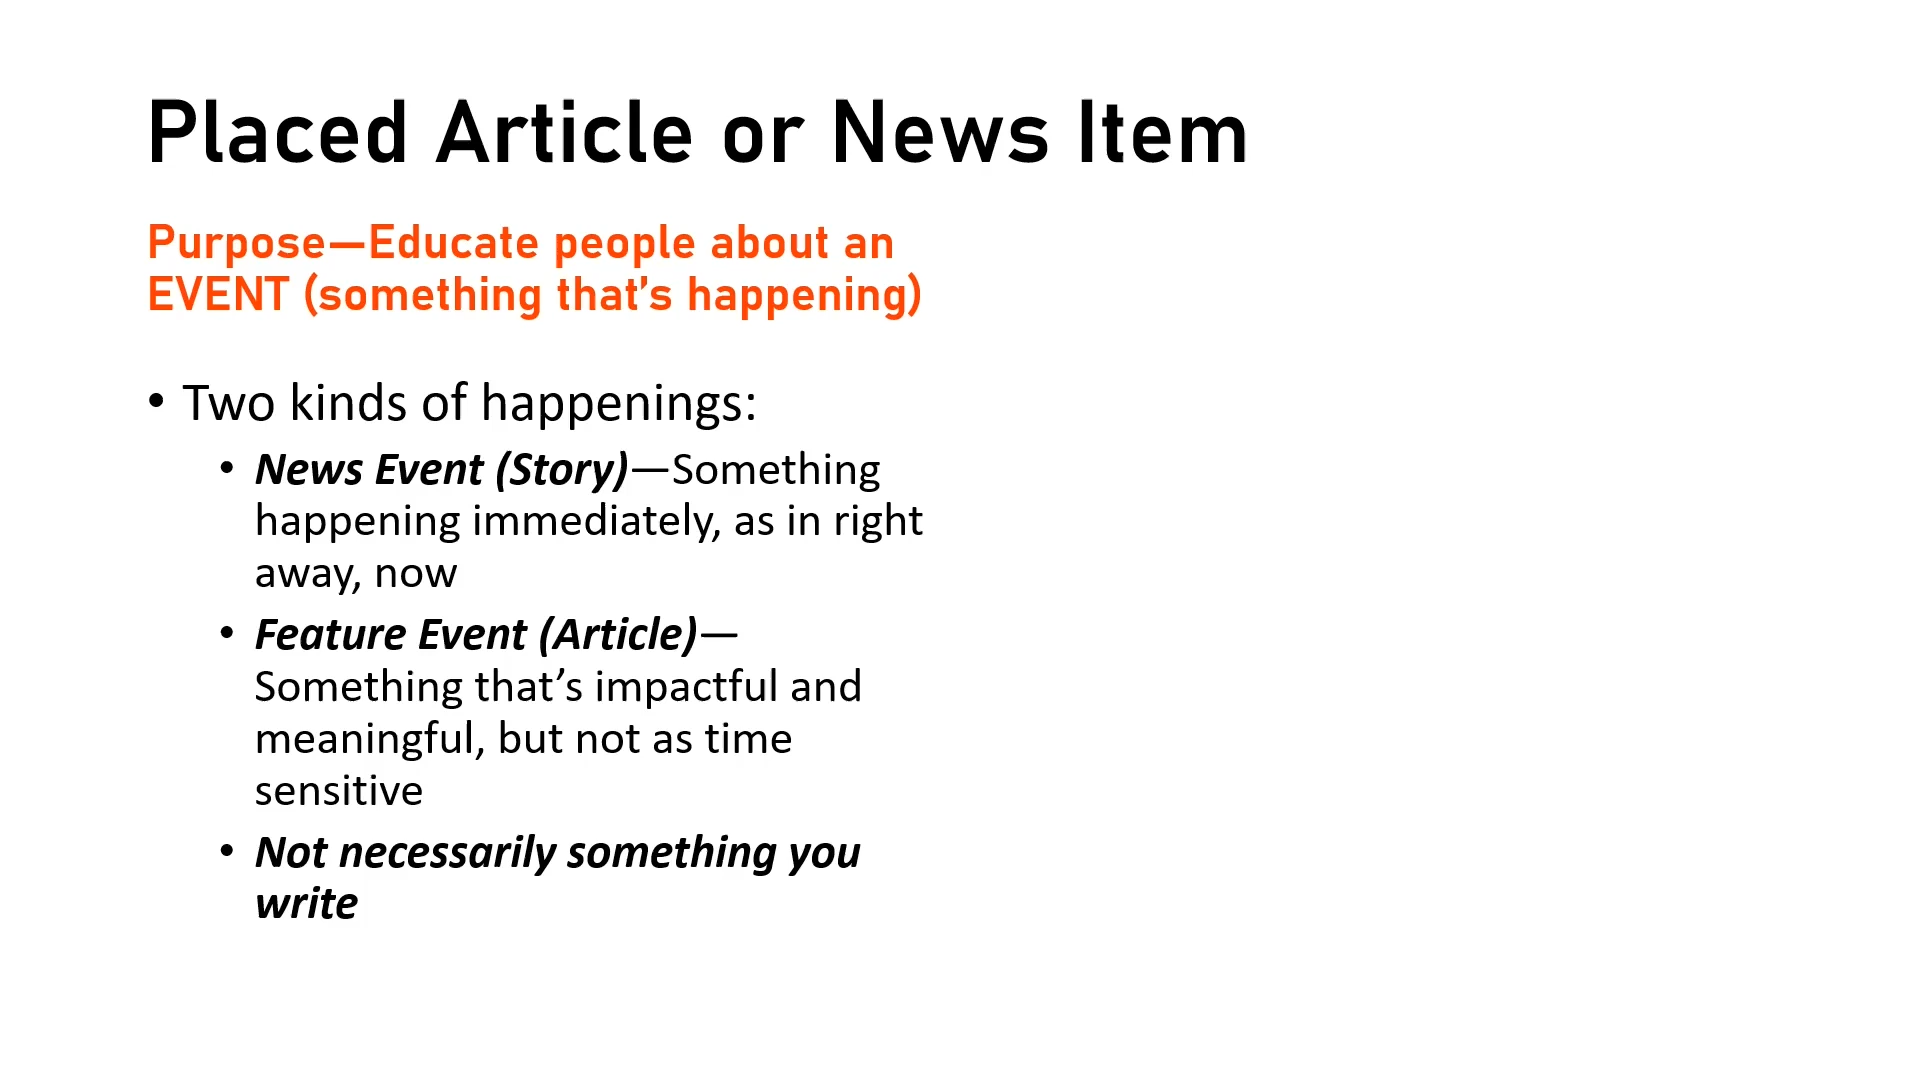 Placed Article or News Item
Purpose—Educate people about an
EVENT (something that’s happening)
• Two kinds of happenings:
• News Event (Story)—Something
happening immediately, as in right
away, now
• Feature Event (Article)—
Something that’s impactful and
meaningful, but not as time
sensitive
• Not necessarily something you
write